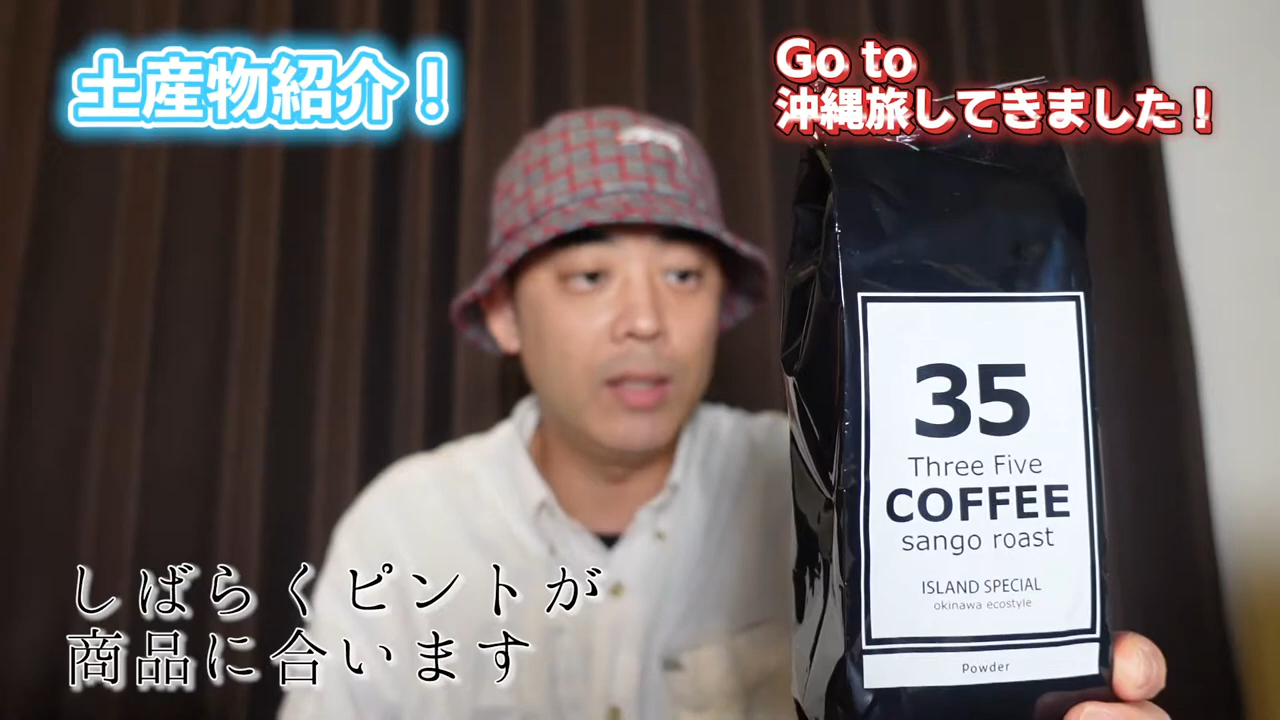 土産物紹介！
Go to
沖縄旅してきました！
35
Three Five
COFFEE
sango roast
ISLAND SPECIAL
okinawa ecostyle
Powder
しばらくピントが
商品に合います